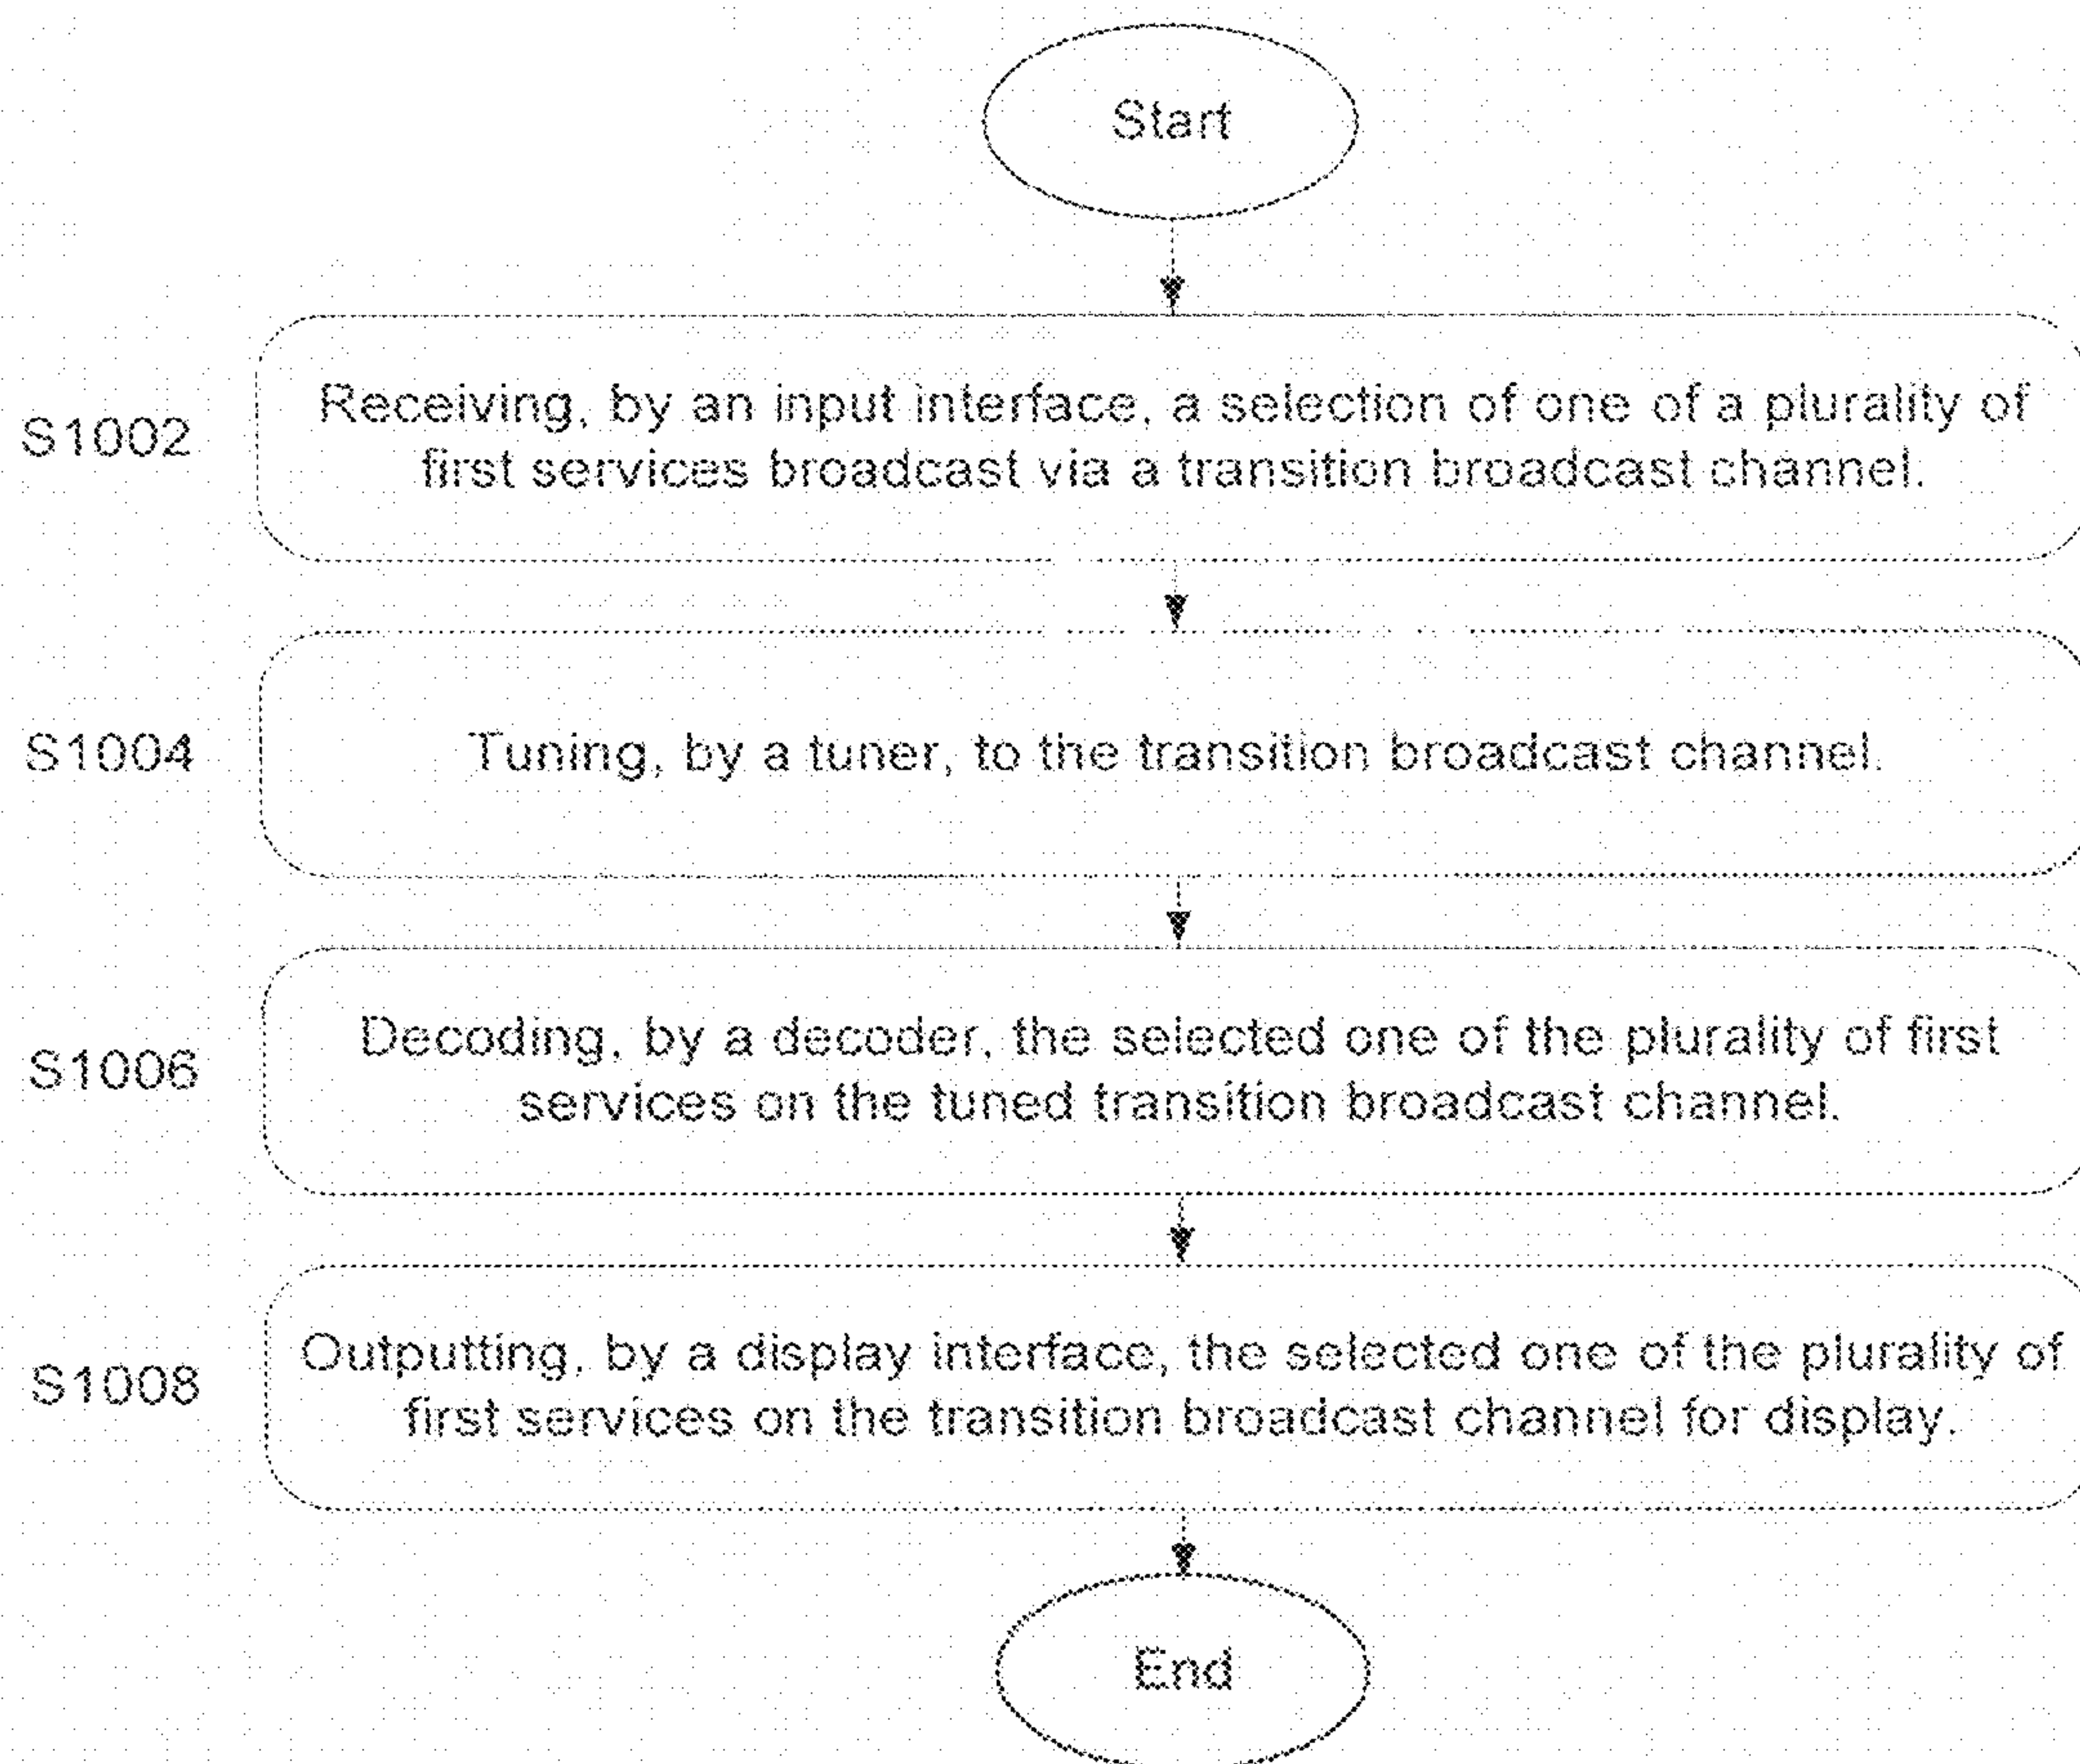 Start
S1002
Receiving, by an input interface, a selection of one of a plurality of
first services broadcast via a transition broadcast channel.
S1004
Tuning, by a tuner, to the transition broadcast channel.
S1006
Decoding, by a decoder, the selected one of the plurality of first
services on the tuned transition broadcast channel.
S1008
Outputting, by a display interface, the selected one of the plurality of
first services on the transition broadcast channel for display.
End